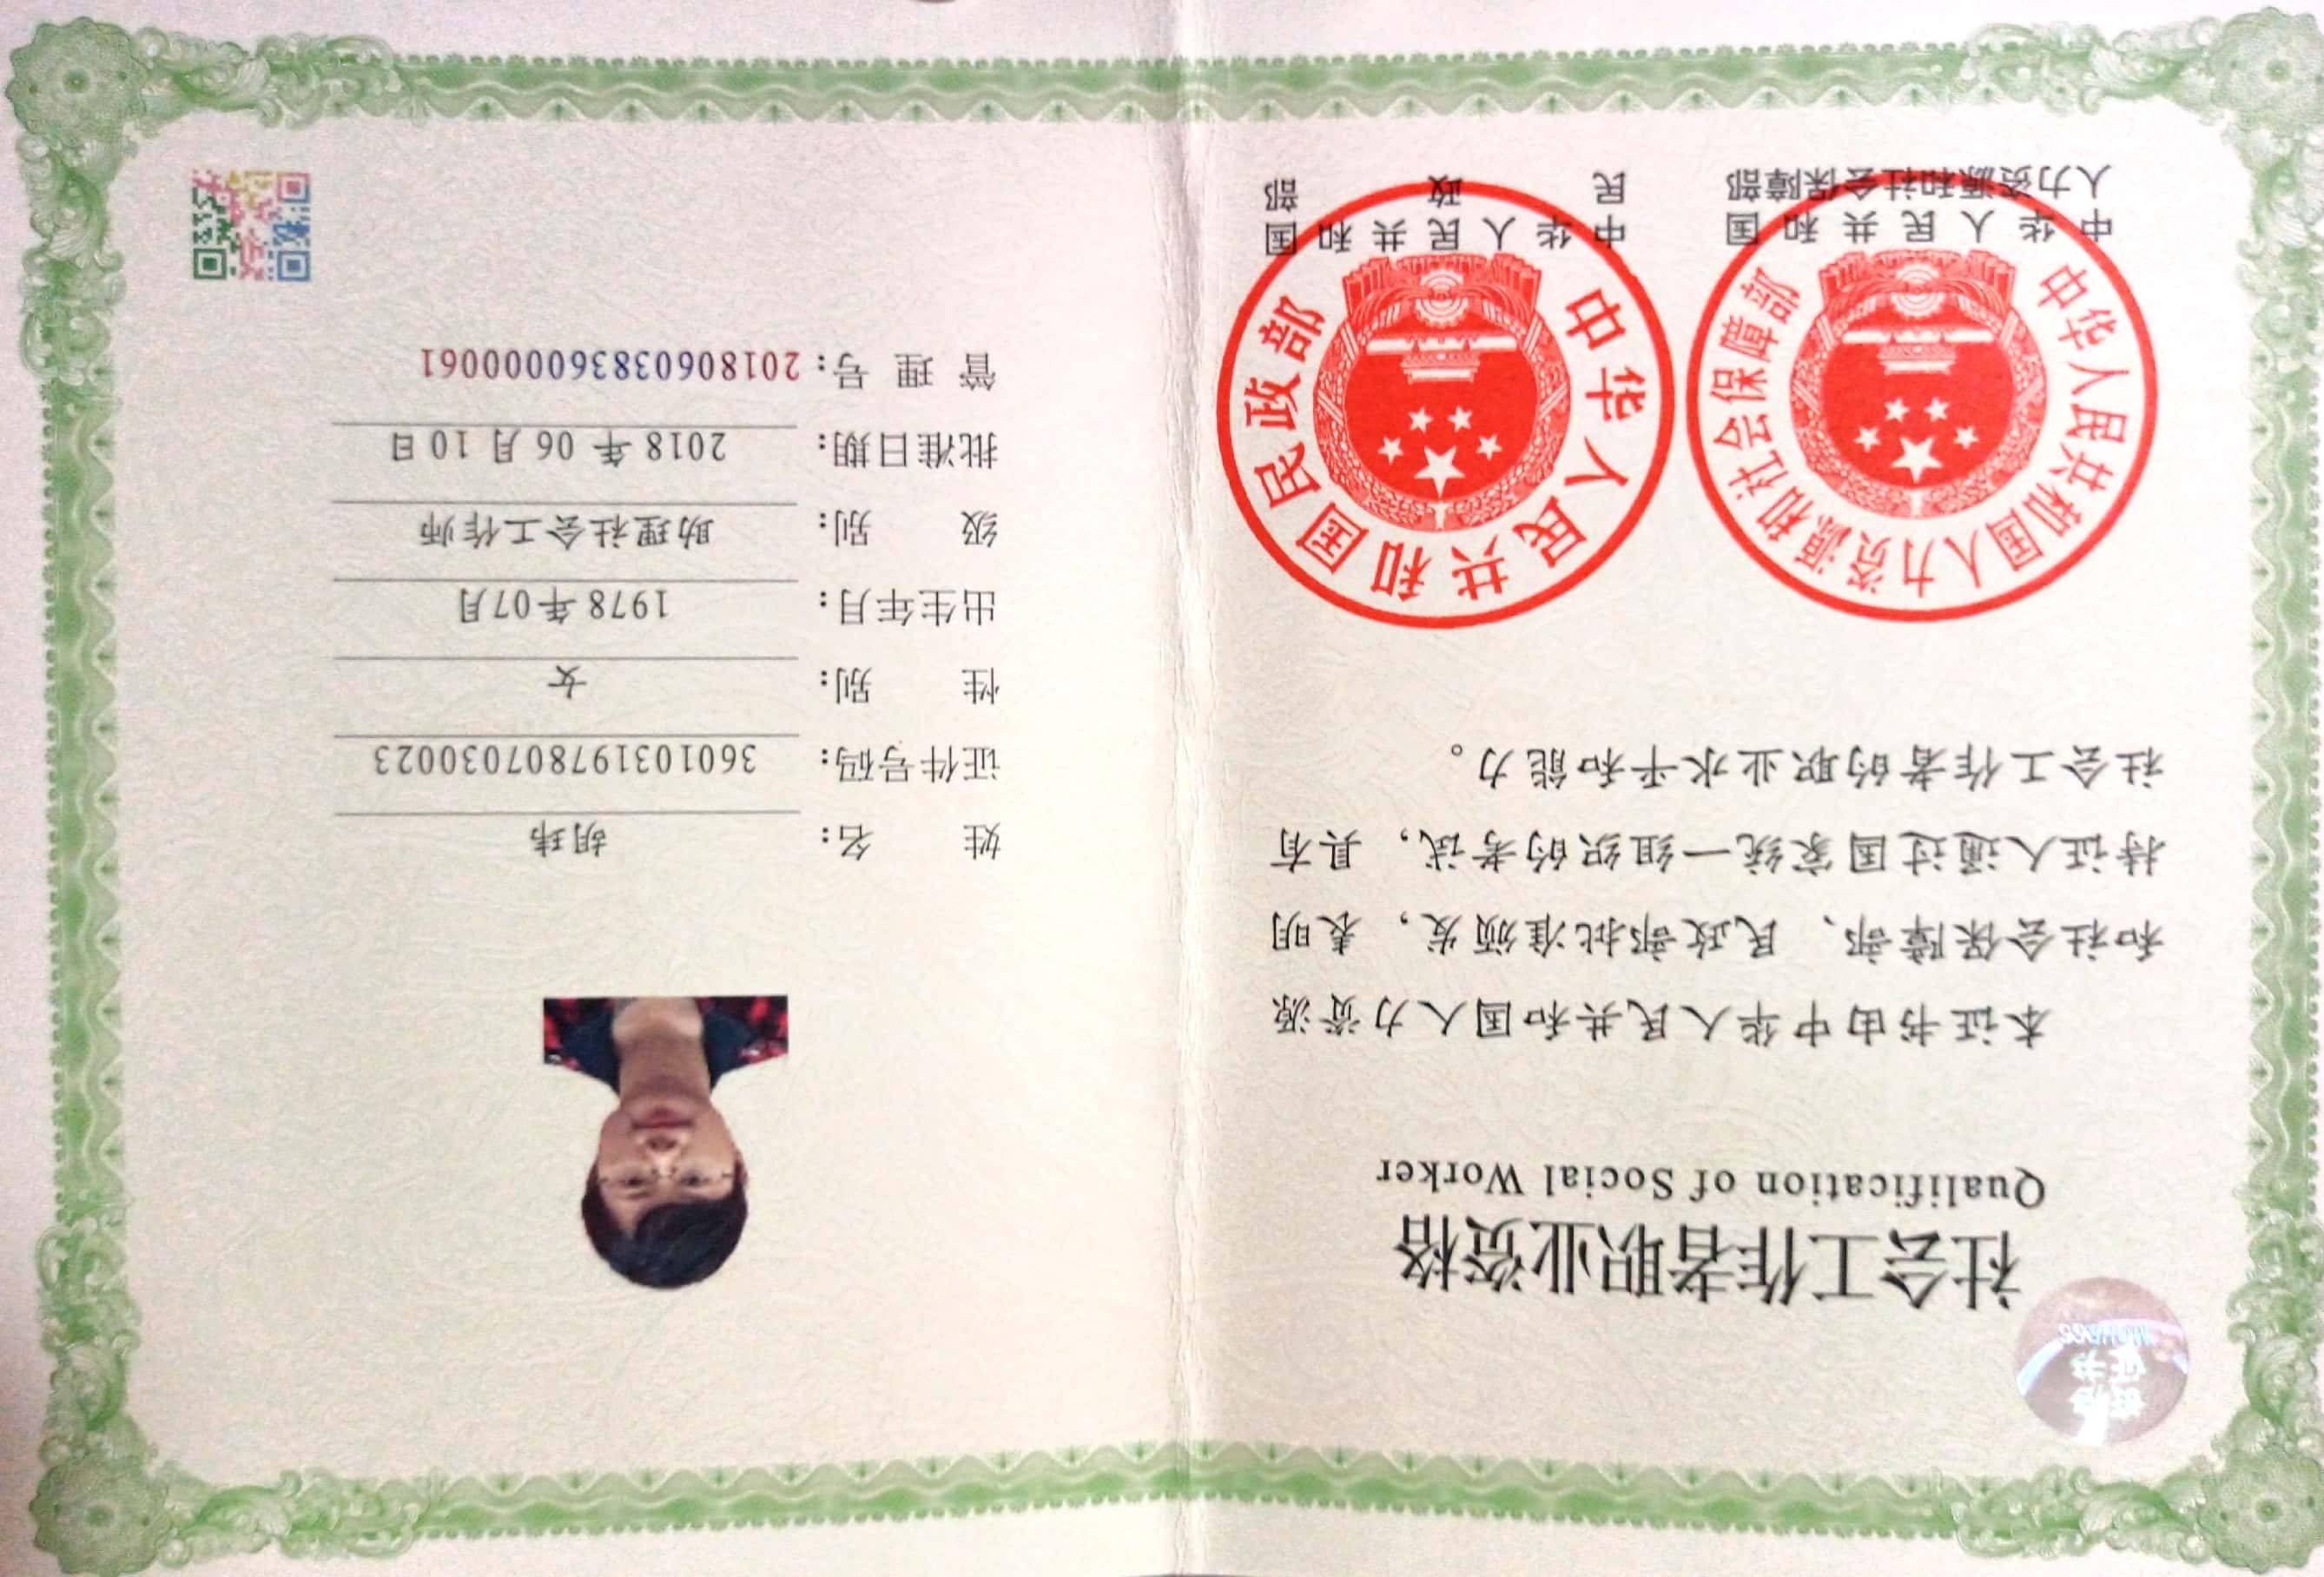 社会工作者职业资格
Qualification of Social Worker
本证书由中华人民共和国人力资源
和社会保障部、民政部批准颁发，表明
持证人通过国家统一组织的考试，具有
社会工作者的职业水平和能力。
中华人民共和国人力资源和社会保障部
中华人民共和国民政部
中华人民共和国
人力资源和社会保障部
中华人民共和国
民政部
姓 名： 胡玮
证件号码： 360103197807030023
性 别： 女
出生年月： 1978年07月
级 别： 助理社会工作师
批准日期： 2018年06月10日
管 理 号： 20180603836000000061